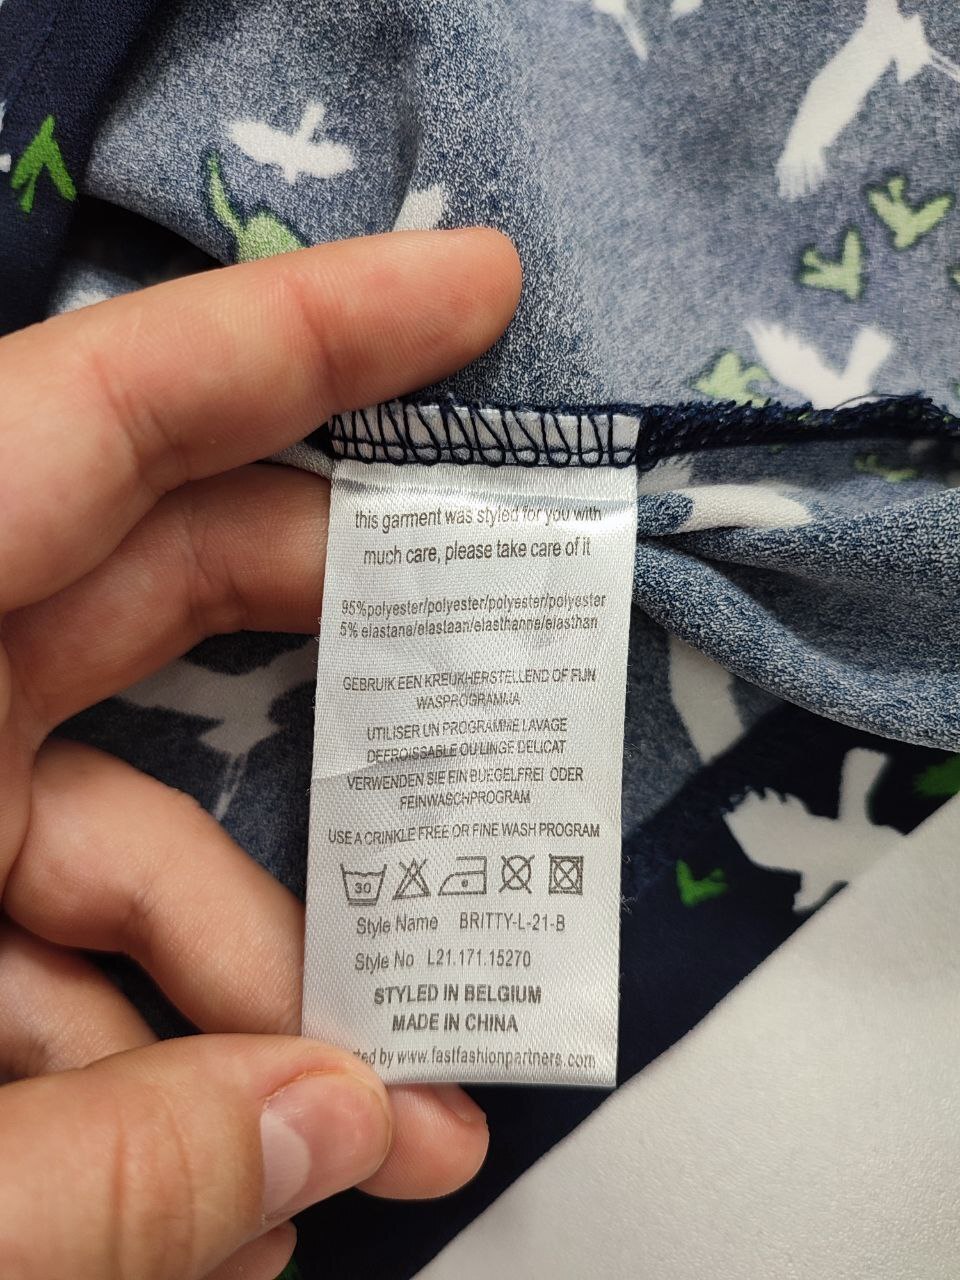 this garment was styled for you with
much care, please take care of it
95%polyester/polyester/polyester/polyester
5% elastane/elastaan/elasthanne/elasthan
GEBRUIK EEN KREUKHERSTELLEND OF FIJN
WASPROGRAMMA
UTILISER UN PROGRAMME LAVAGE
DEFROISSABLE OU LINGE DELICAT
VERWENDEN SIE EIN BUEGELFREI ODER
FEINWASCHPROGRAM
USE A CRINKLE FREE OR FINE WASH PROGRAM
30
Style Name BRITTY-L-21-B
Style No L21.171.15270
STYLED IN BELGIUM
MADE IN CHINA
by www.fastfashionpartners.com